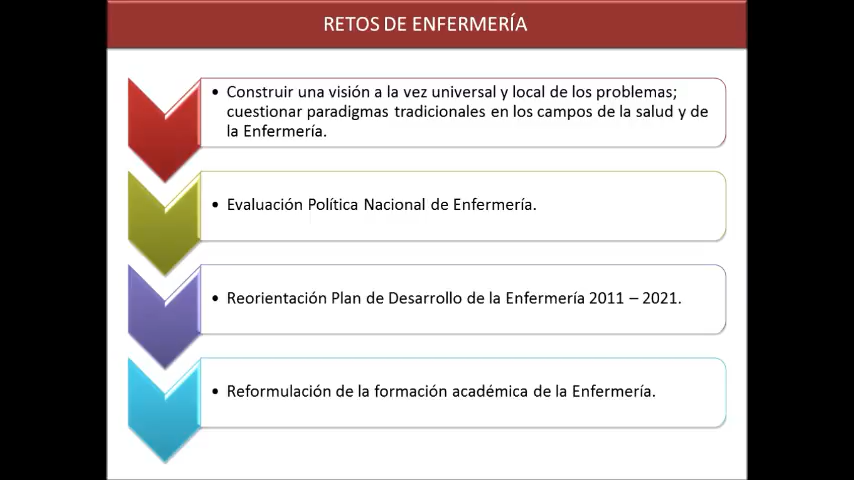 RETOS DE ENFERMERÍA
• Construir una visión a la vez universal y local de los problemas;
cuestionar paradigmas tradicionales en los campos de la salud y de
la Enfermería.
• Evaluación Política Nacional de Enfermería.
• Reorientación Plan de Desarrollo de la Enfermería 2011 – 2021.
• Reformulación de la formación académica de la Enfermería.